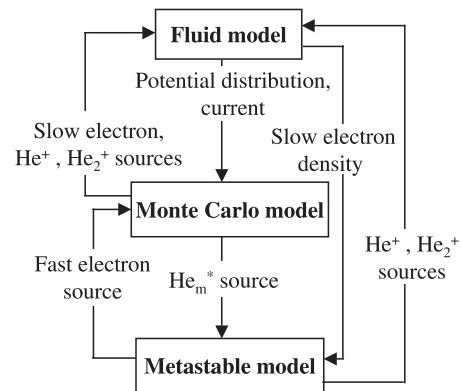 Fluid model
Potential distribution,
current
Slow electron,
He⁺ , He₂⁺ sources
Slow electron
density
Monte Carlo model
Fast electron
source
Heₘ* source
He⁺ , He₂⁺
sources
Metastable model